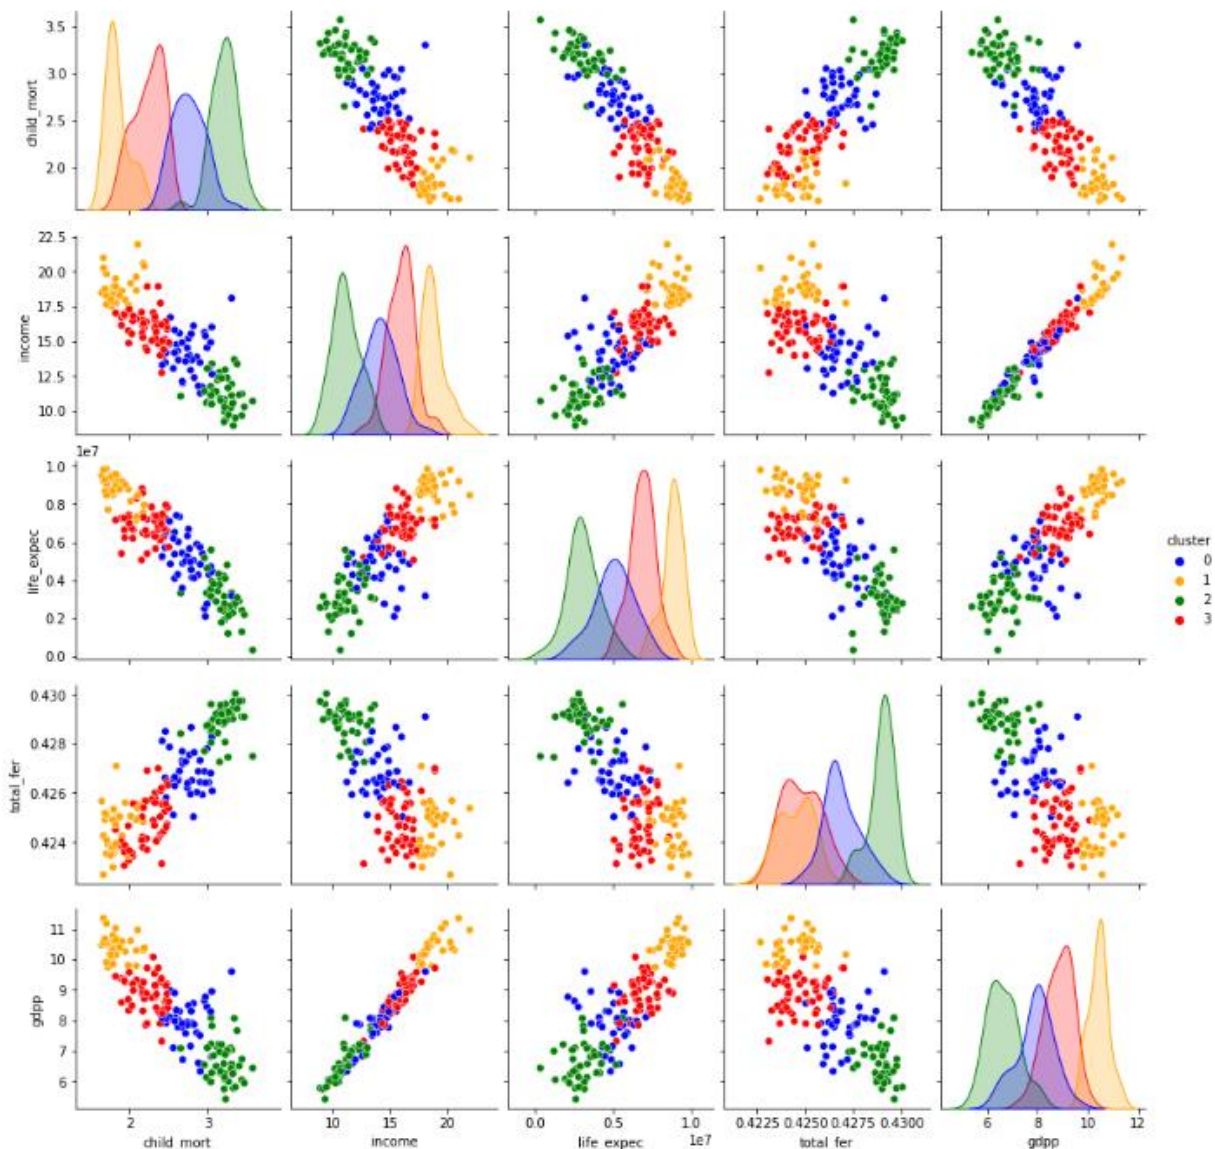 3.5
3.0
2.5
2.0
child_mort
22.5
20.0
17.5
15.0
12.5
10.0
income
1e7
1.0
0.8
0.6
0.4
0.2
0.0
life_expec
cluster
0
1
2
3
0.430
0.428
0.426
0.424
total_fer
11
10
9
8
7
6
gdpp
2 3
child_mort
10 15 20
income
0.0 0.5 1.0
life_expec 1e7
0.4225 0.4250 0.4275 0.4300
total_fer
6 8 10 12
gdpp